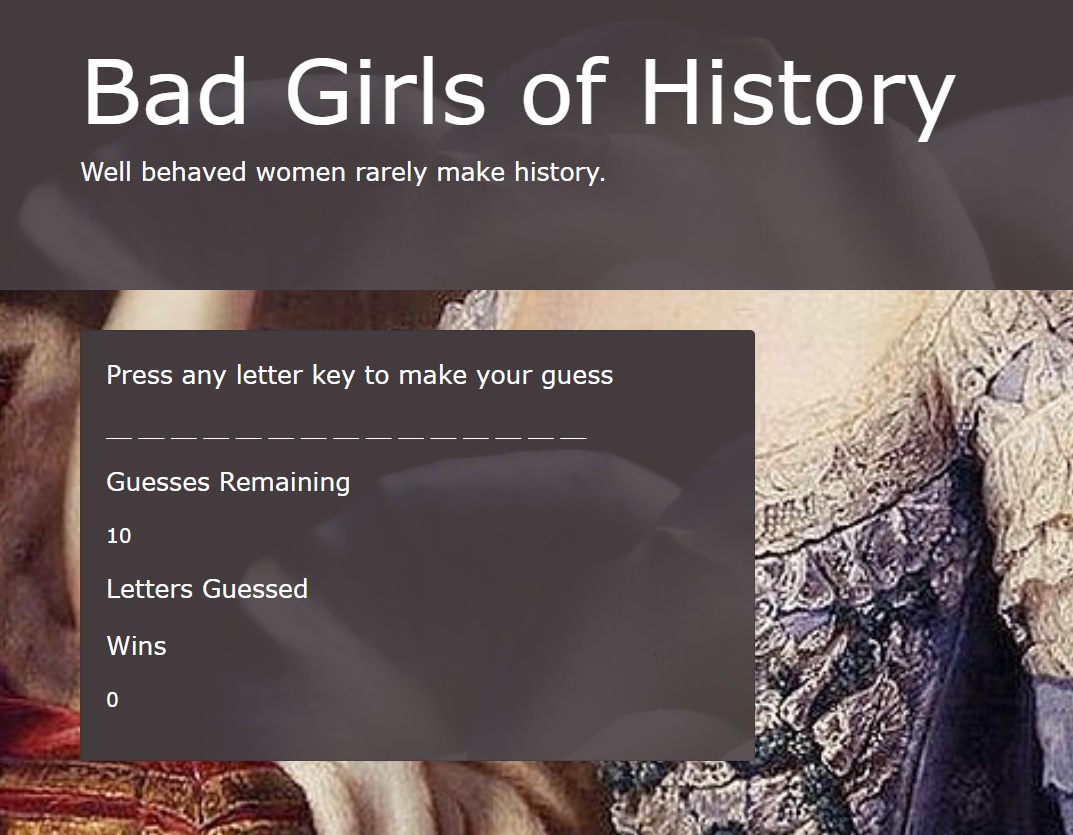 Bad Girls of History
Well behaved women rarely make history.
Press any letter key to make your guess
_ _ _ _ _ _ _ _ _ _ _ _ _ _ _
Guesses Remaining
10
Letters Guessed
Wins
0